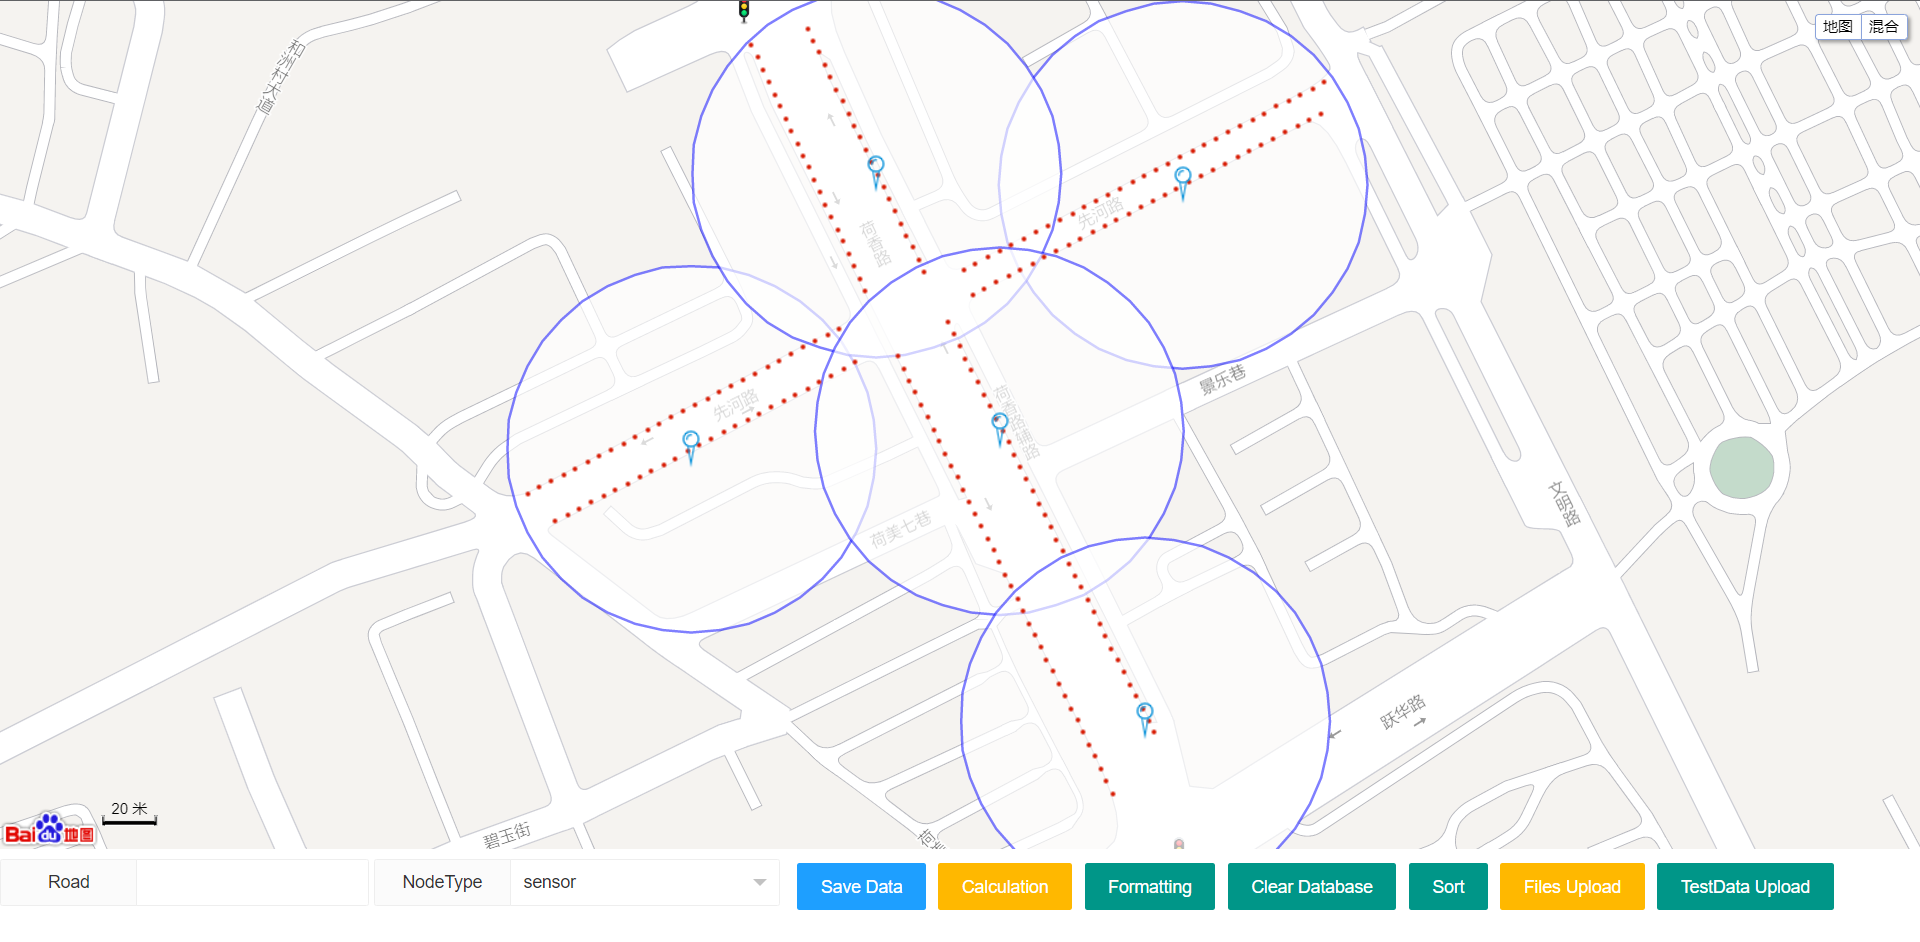 地图 混合
和洲村大道
荷香路
先河路
先河路
荷香路辅路
景乐巷
荷美七巷
文明路
跃华路
碧玉街
荷香
20 米
Bai du 地图
Road
NodeType sensor
Save Data
Calculation
Formatting
Clear Database
Sort
Files Upload
TestData Upload